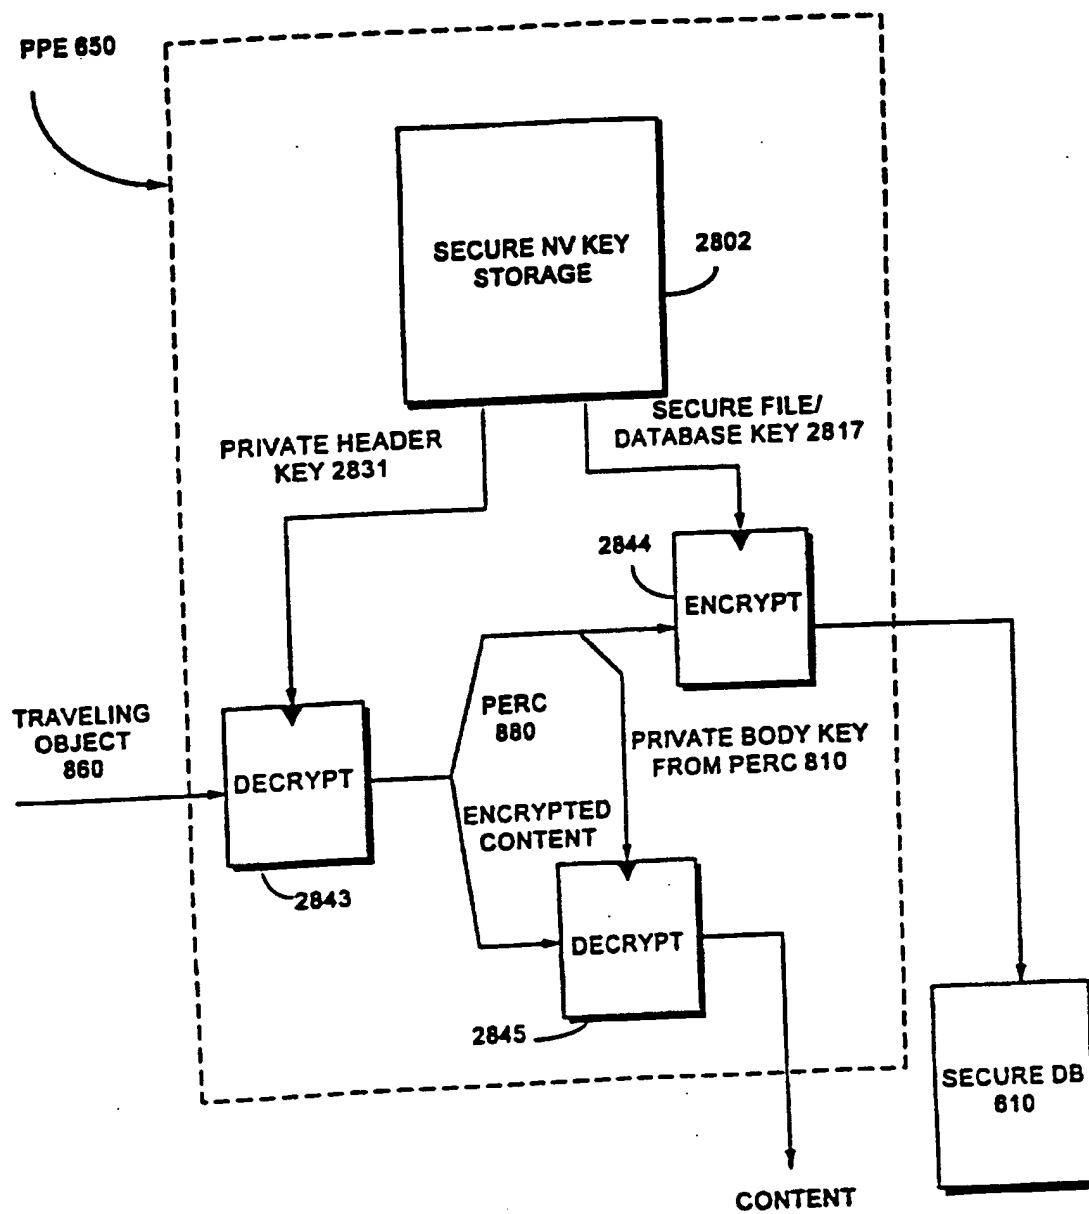 PPE 650
SECURE NV KEY
STORAGE
2802
PRIVATE HEADER
KEY 2831
SECURE FILE/
DATABASE KEY 2817
2844
ENCRYPT
TRAVELING
OBJECT
860
DECRYPT
2843
PERC
880
PRIVATE BODY KEY
FROM PERC 810
ENCRYPTED
CONTENT
DECRYPT
2845
SECURE DB
610
CONTENT